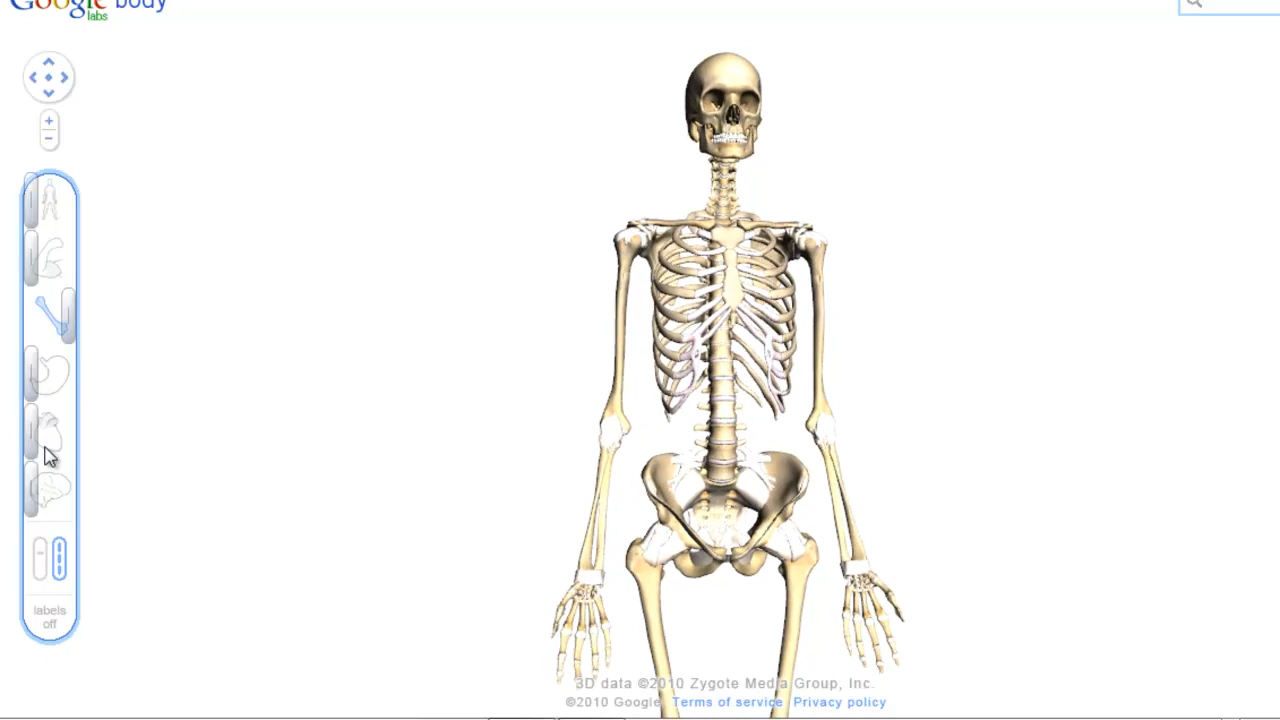 Google body
labs
labels
off
3D data ©2010 Zygote Media Group, Inc.
©2010 Google Terms of service Privacy policy